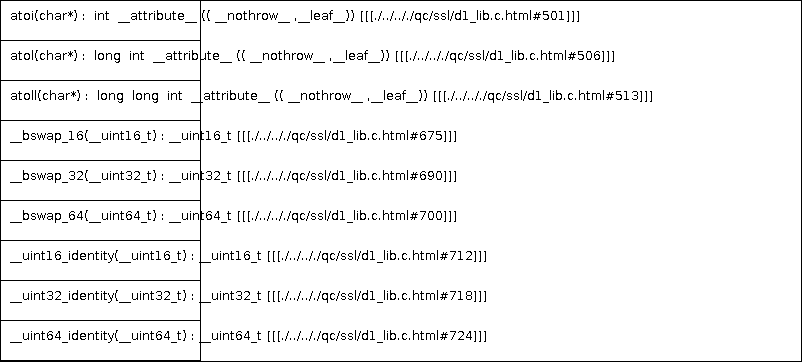 atoi(char*) : int __attribute__ (( __nothrow__ ,__leaf__)) [[[./../.././qc/ssl/d1_lib.c.html#501]]]
atol(char*) : long int __attribute__ (( __nothrow__ ,__leaf__)) [[[./../.././qc/ssl/d1_lib.c.html#506]]]
atoll(char*) : long long int __attribute__ (( __nothrow__ ,__leaf__)) [[[./../.././qc/ssl/d1_lib.c.html#513]]]
__bswap_16(__uint16_t) : __uint16_t [[[./../.././qc/ssl/d1_lib.c.html#675]]]
__bswap_32(__uint32_t) : __uint32_t [[[./../.././qc/ssl/d1_lib.c.html#690]]]
__bswap_64(__uint64_t) : __uint64_t [[[./../.././qc/ssl/d1_lib.c.html#700]]]
__uint16_identity(__uint16_t) : __uint16_t [[[./../.././qc/ssl/d1_lib.c.html#712]]]
__uint32_identity(__uint32_t) : __uint32_t [[[./../.././qc/ssl/d1_lib.c.html#718]]]
__uint64_identity(__uint64_t) : __uint64_t [[[./../.././qc/ssl/d1_lib.c.html#724]]]